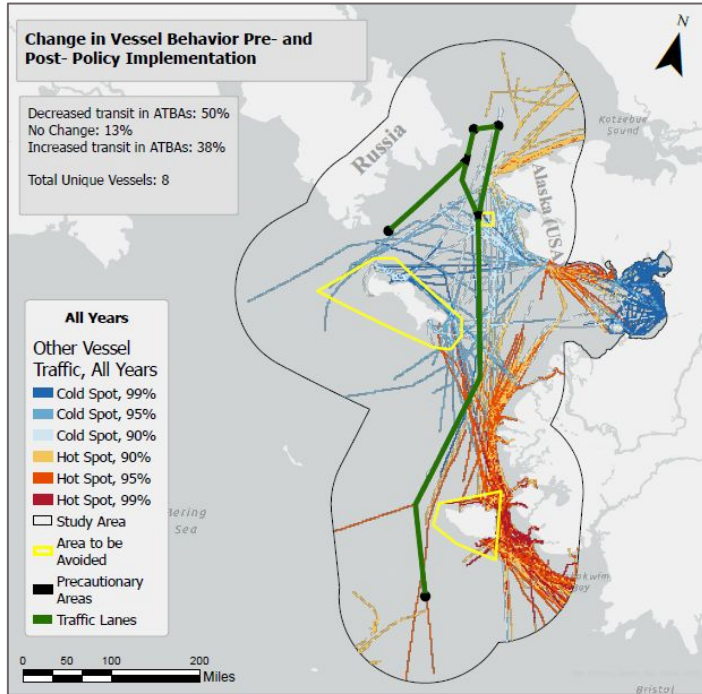 Change in Vessel Behavior Pre- and
Post- Policy Implementation
N
Decreased transit in ATBAs: 50%
No Change: 13%
Increased transit in ATBAs: 38%
Total Unique Vessels: 8
Russia
Kotzebue
Sound
Alaska (USA
All Years
Other Vessel
Traffic, All Years
Cold Spot, 99%
Cold Spot, 95%
Cold Spot, 90%
Hot Spot, 90%
Hot Spot, 95%
Hot Spot, 99%
Study Area
Area to be
Avoided
Precautionary
Areas
Traffic Lanes
Sea
0 50 100 200
Miles
Bristol